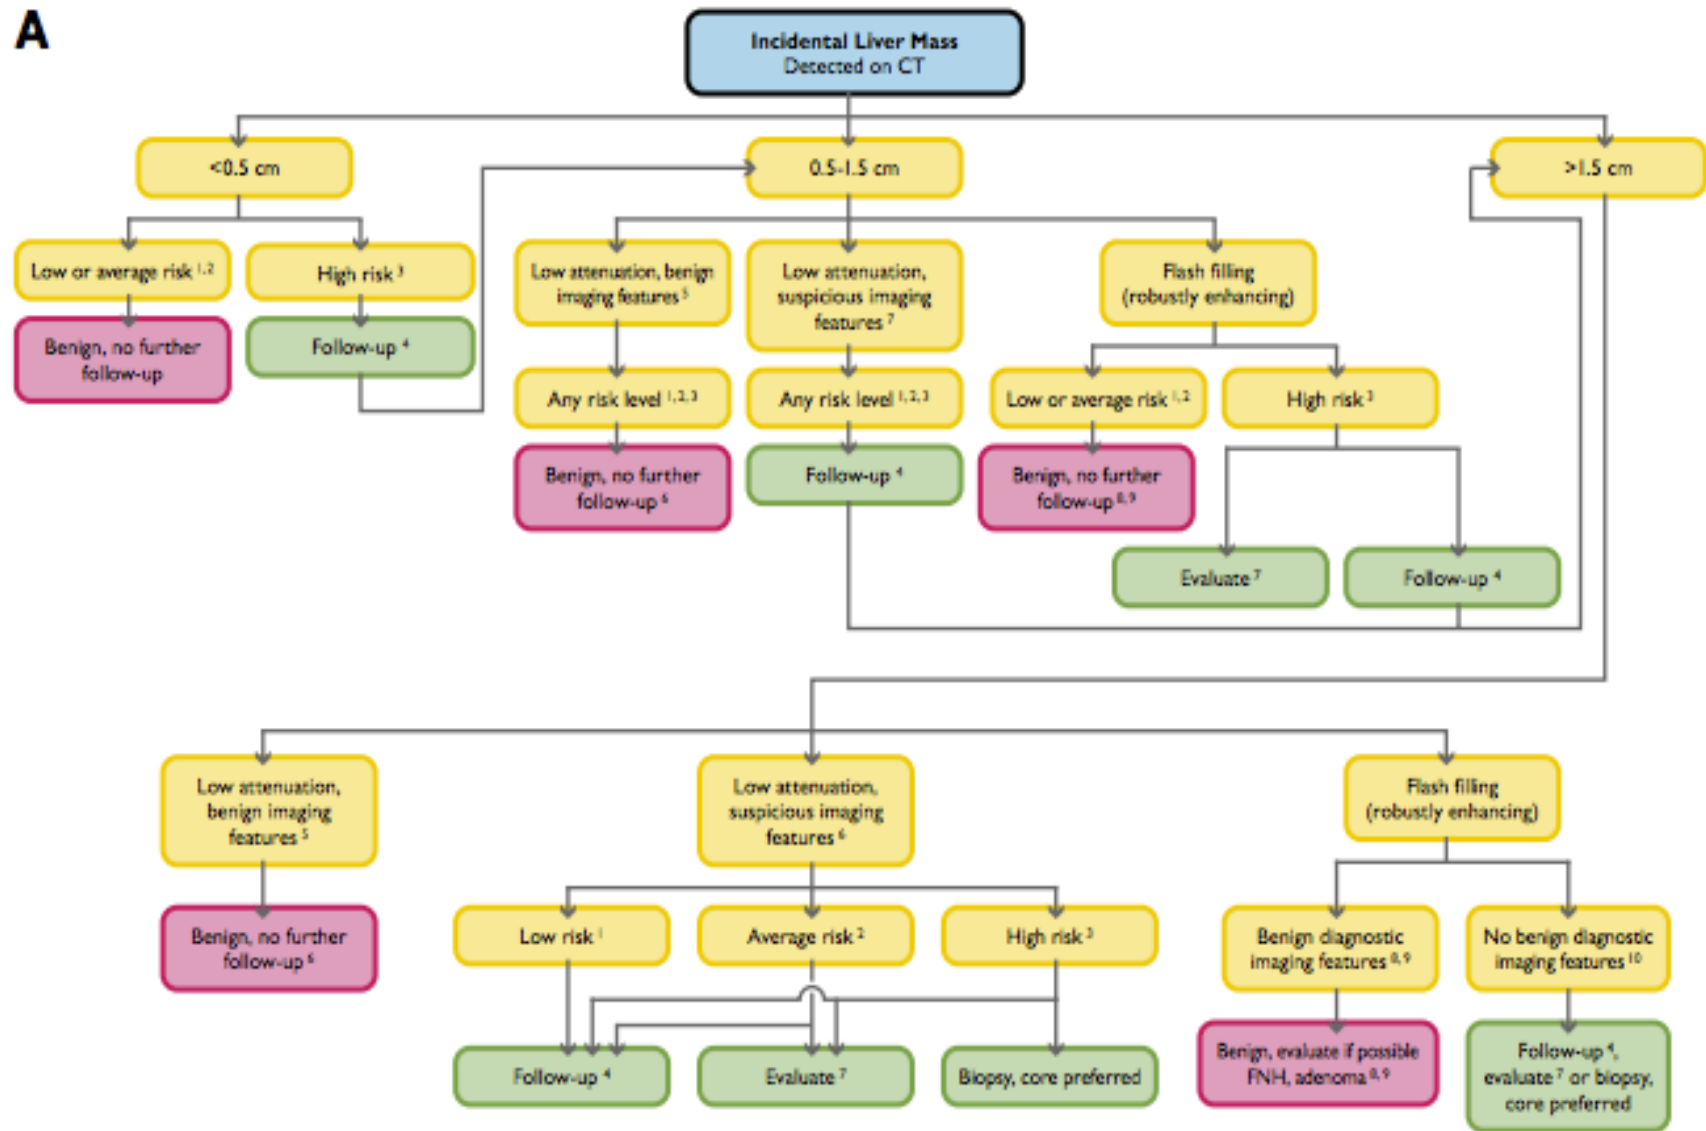 A
Incidental Liver Mass
Detected on CT
<0.5 cm
0.5-1.5 cm
>1.5 cm
Low or average risk 1, 2
High risk 3
Low attenuation, benign
imaging features 5
Low attenuation,
suspicious imaging
features 7
Flash filling
(robustly enhancing)
Benign, no further
follow-up
Follow-up 4
Any risk level 1, 2, 3
Any risk level 1, 2, 3
Low or average risk 1, 2
High risk 3
Benign, no further
follow-up 6
Follow-up 4
Benign, no further
follow-up 8, 9
Evaluate 7
Follow-up 4
Low attenuation,
benign imaging
features 5
Low attenuation,
suspicious imaging
features 6
Flash filling
(robustly enhancing)
Benign, no further
follow-up 6
Low risk 1
Average risk 2
High risk 3
Benign diagnostic
imaging features 8, 9
No benign diagnostic
imaging features 10
Follow-up 4
Evaluate 7
Biopsy, core preferred
Benign, evaluate if possible
FNH, adenoma 8, 9
Follow-up 4,
evaluate 7 or biopsy,
core preferred